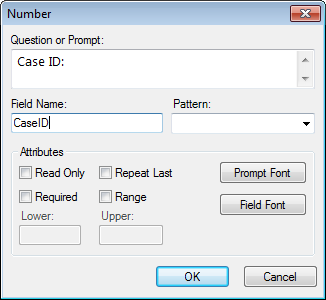 Number
Question or Prompt:
Case ID:
Field Name: Pattern:
CaseID
Attributes
Read Only Repeat Last Prompt Font
Required Range Field Font
Lower: Upper:
OK Cancel